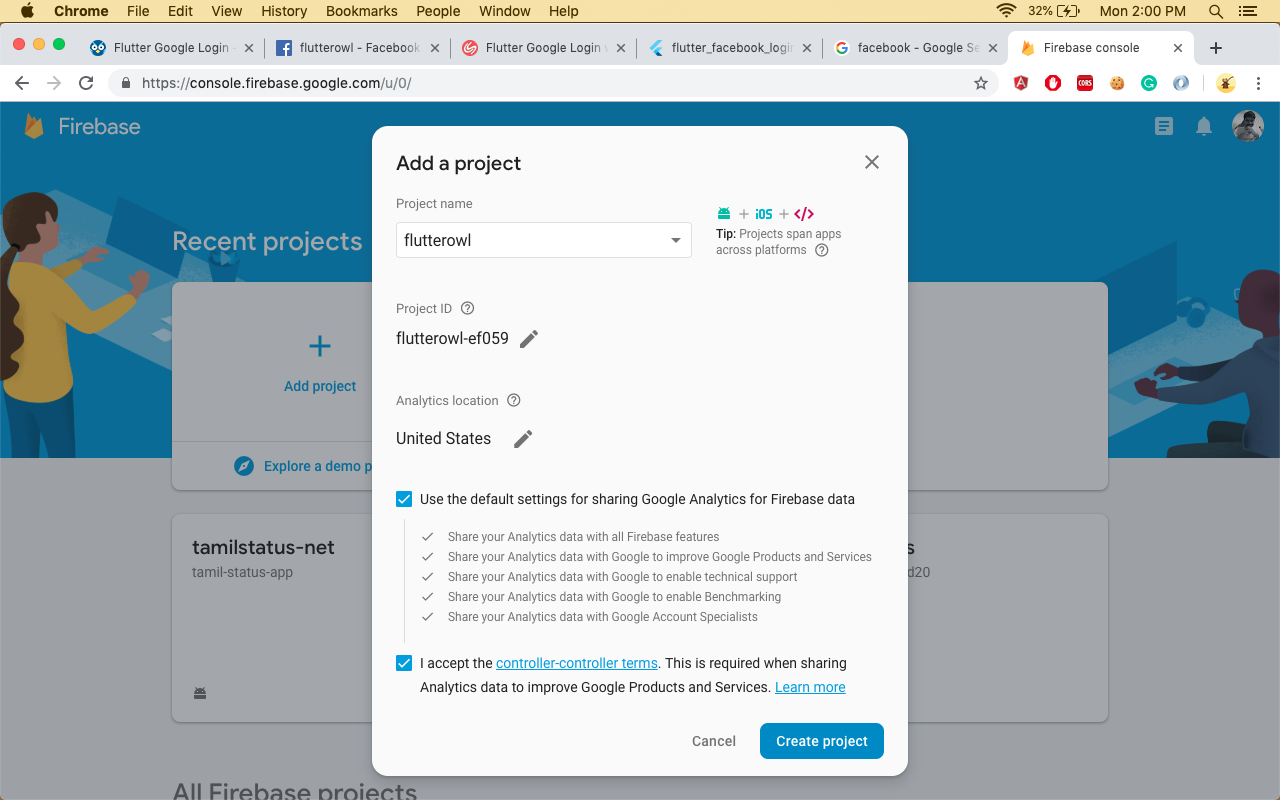 Chrome File Edit View History Bookmarks People Window Help 32% Mon 2:00 PM
Flutter Google Login flutterowl - Facebook Flutter Google Login flutter_facebook_login facebook - Google Se Firebase console
https://console.firebase.google.com/u/0/
CORS
Firebase
Add a project
Project name
flutterowl
iOS
Tip: Projects span apps
across platforms
Recent projects
Project ID
flutterowl-ef059
Add project
Analytics location
United States
Explore a demo p
Use the default settings for sharing Google Analytics for Firebase data
Share your Analytics data with all Firebase features
Share your Analytics data with Google to improve Google Products and Services
Share your Analytics data with Google to enable technical support
Share your Analytics data with Google to enable Benchmarking
Share your Analytics data with Google Account Specialists
tamilstatus-net
tamil-status-app
s
d20
I accept the controller-controller terms. This is required when sharing
Analytics data to improve Google Products and Services. Learn more
Cancel Create project
All Firebase projects